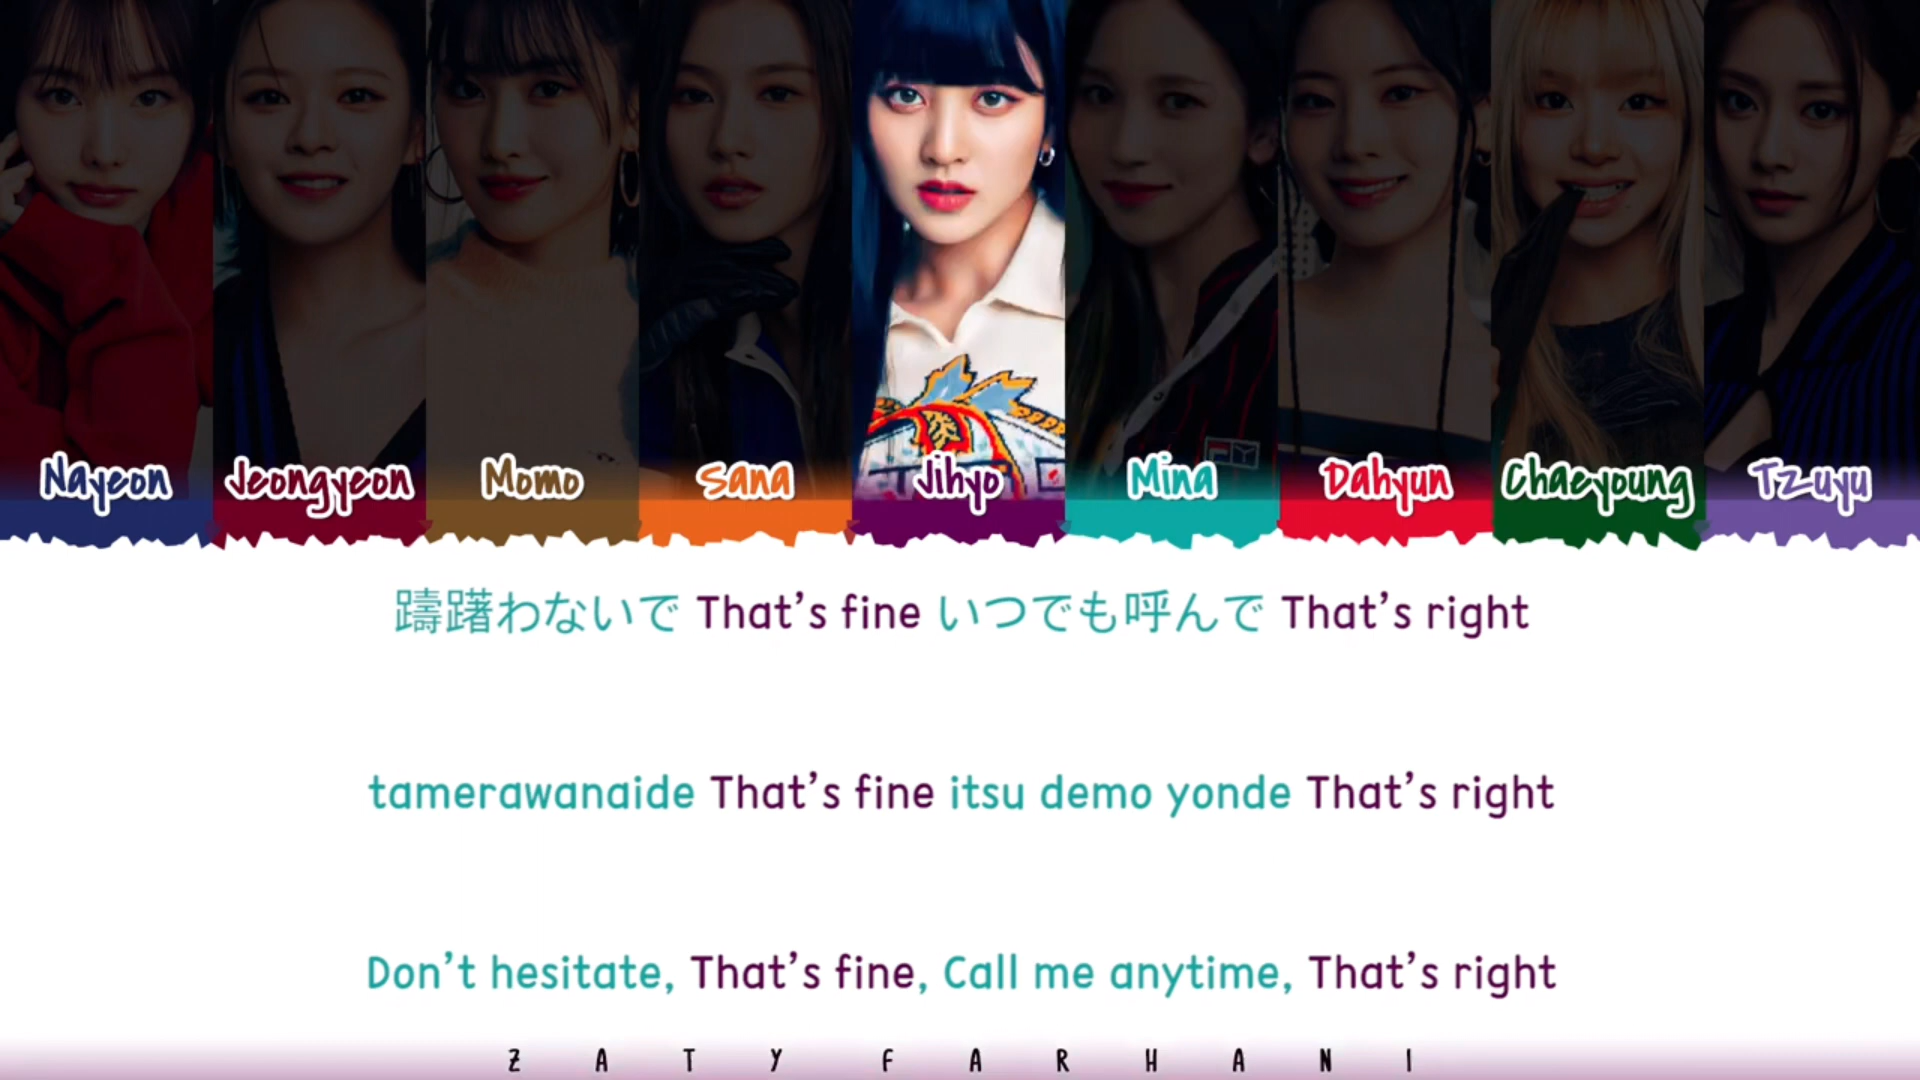 Nayeon Jeongyeon Momo Sana Jihyo Mina Dahyun Chaeyoung Tzuyu
躊躇わないで That's fine いつでも呼んで That's right
tamerawanaide That's fine itsu demo yonde That's right
Don't hesitate, That's fine, Call me anytime, That's right
ZATY FARHANI